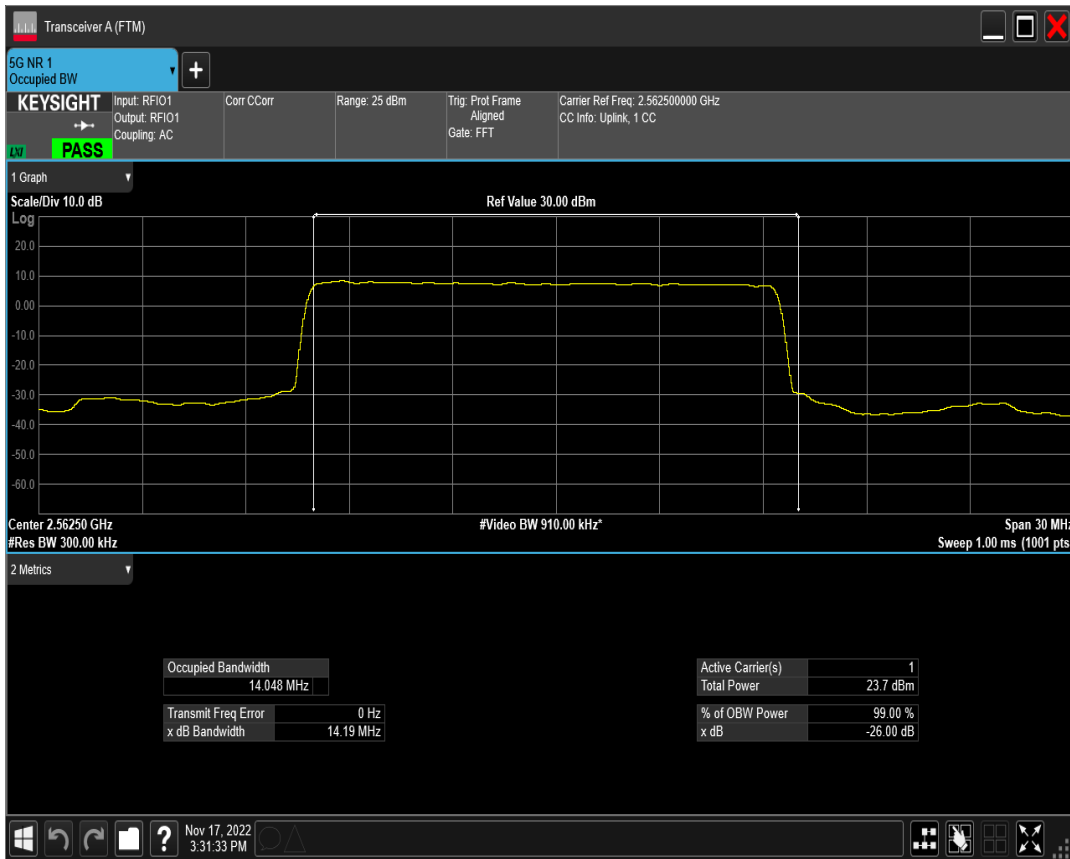 Transceiver A (FTM)
5G NR 1
Occupied BW
+
KEYSIGHT
LXI
PASS
Input: RFIO1
Output: RFIO1
Coupling: AC
Corr CCorr
Range: 25 dBm
Trig: Prot Frame
Aligned
Gate: FFT
Carrier Ref Freq: 2.562500000 GHz
CC Info: Uplink, 1 CC
1 Graph
Scale/Div 10.0 dB
Ref Value 30.00 dBm
Log
20.0
10.0
0.00
-10.0
-20.0
-30.0
-40.0
-50.0
-60.0
Center 2.56250 GHz
#Video BW 910.00 kHz*
Span 30 MHz
#Res BW 300.00 kHz
Sweep 1.00 ms (1001 pts
2 Metrics
Occupied Bandwidth
14.048 MHz
Transmit Freq Error 0 Hz
x dB Bandwidth 14.19 MHz
Active Carrier(s) 1
Total Power 23.7 dBm
% of OBW Power 99.00 %
x dB -26.00 dB
?
Nov 17, 2022
3:31:33 PM